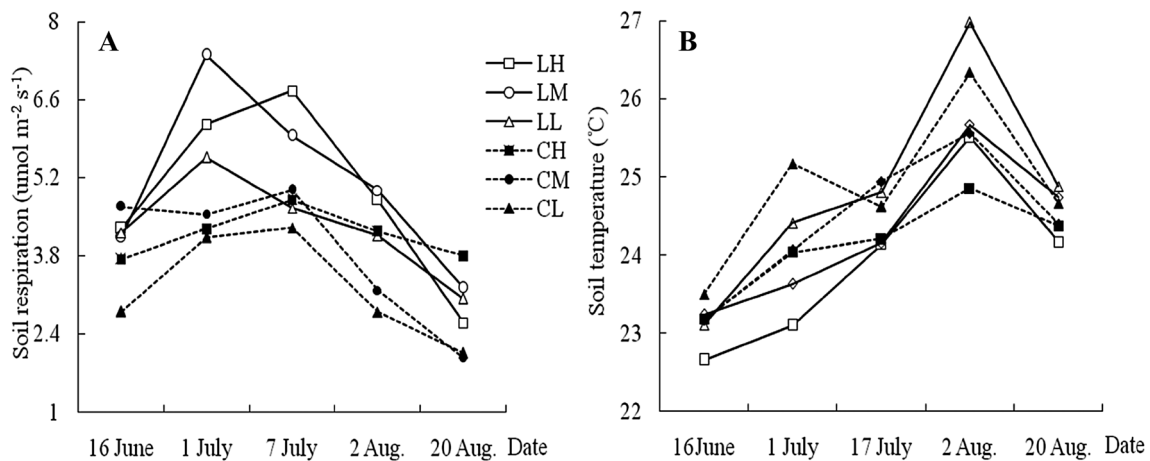 A
Soil respiration (umol m⁻² s⁻¹)
8
6.6
5.2
3.8
2.4
1
16 June 1 July 7 July 2 Aug. 20 Aug. Date
LH
LM
LL
CH
CM
CL
B
Soil temperature (℃)
27
26
25
24
23
22
16 June 1 July 17 July 2 Aug. 20 Aug. Date